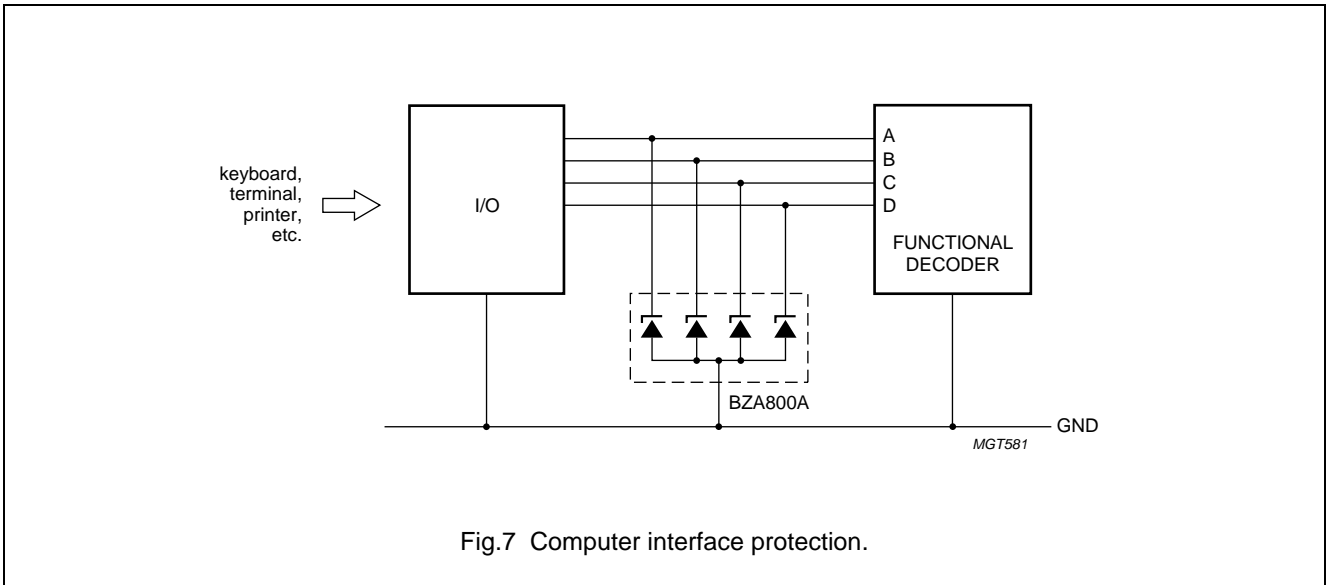 keyboard,
terminal,
printer,
etc.
I/O
A
B
C
D
FUNCTIONAL
DECODER
BZA800A
GND
MGT581
Fig.7 Computer interface protection.